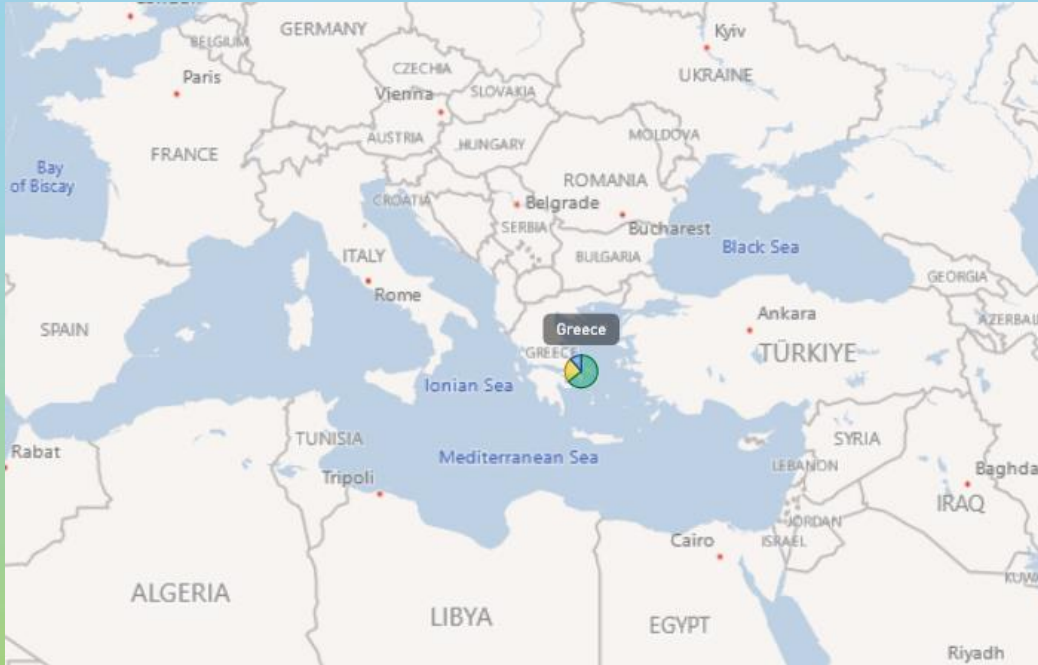 GERMANY
BELGIUM
Kyiv
UKRAINE
CZECHIA
Paris
SLOVAKIA
Vienna
AUSTRIA
HUNGARY
MOLDOVA
FRANCE
Bay
of Biscay
ROMANIA
CROATIA
Belgrade
SERBIA
Bucharest
Black Sea
ITALY
BULGARIA
Rome
GEORGIA
Ankara
SPAIN
Greece
GREECE
TÜRKIYE
Ionian Sea
TUNISIA
SYRIA
Rabat
Mediterranean Sea
LEBANON
Tripoli
IRAQ
JORDAN
Cairo
ISRAEL
ALGERIA
LIBYA
EGYPT
Riyadh